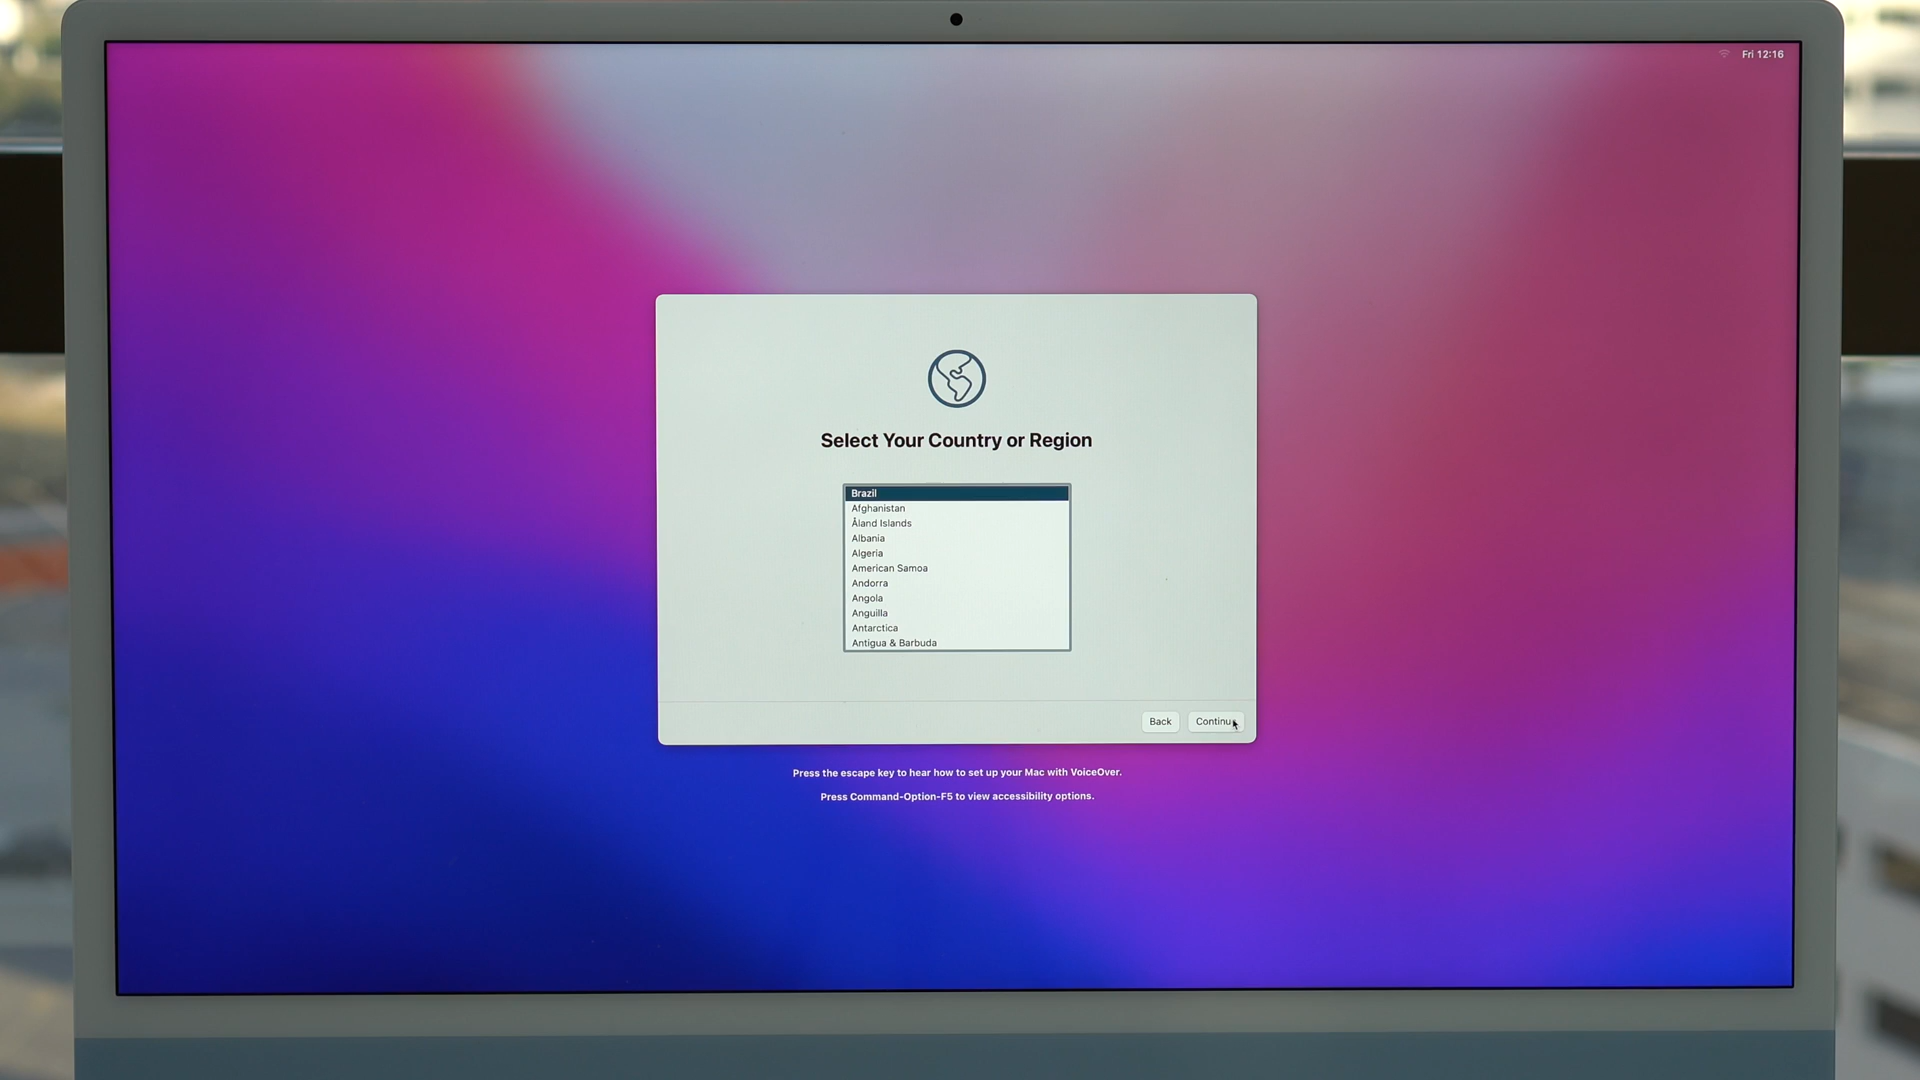 Fri 12:16
Select Your Country or Region
Brazil
Afghanistan
Åland Islands
Albania
Algeria
American Samoa
Andorra
Angola
Anguilla
Antarctica
Antigua & Barbuda
Back
Continue
Press the escape key to hear how to set up your Mac with VoiceOver.
Press Command-Option-F5 to view accessibility options.